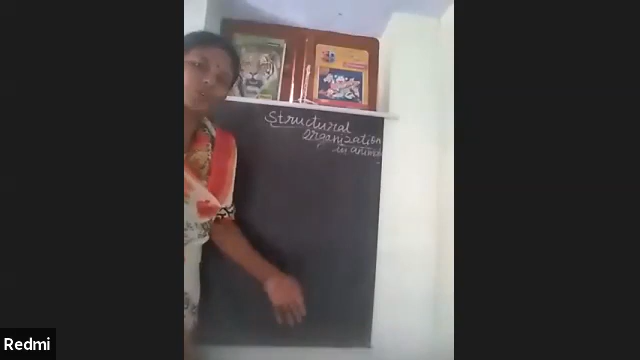 Structural
Organization
in animals
Redmi